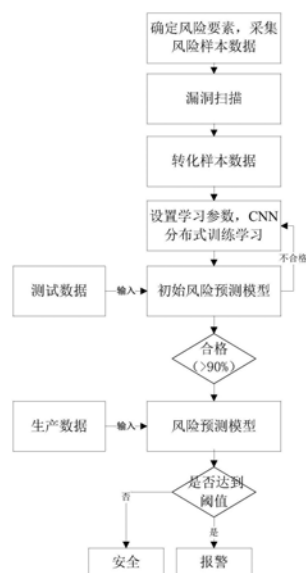 确定风险要素，采集
风险样本数据
漏洞扫描
转化样本数据
设置学习参数，CNN
分布式训练学习
不合格
测试数据
输入
初始风险预测模型
合格
（>90%）
生产数据
输入
风险预测模型
是否达到
阈值
否
是
安全
报警